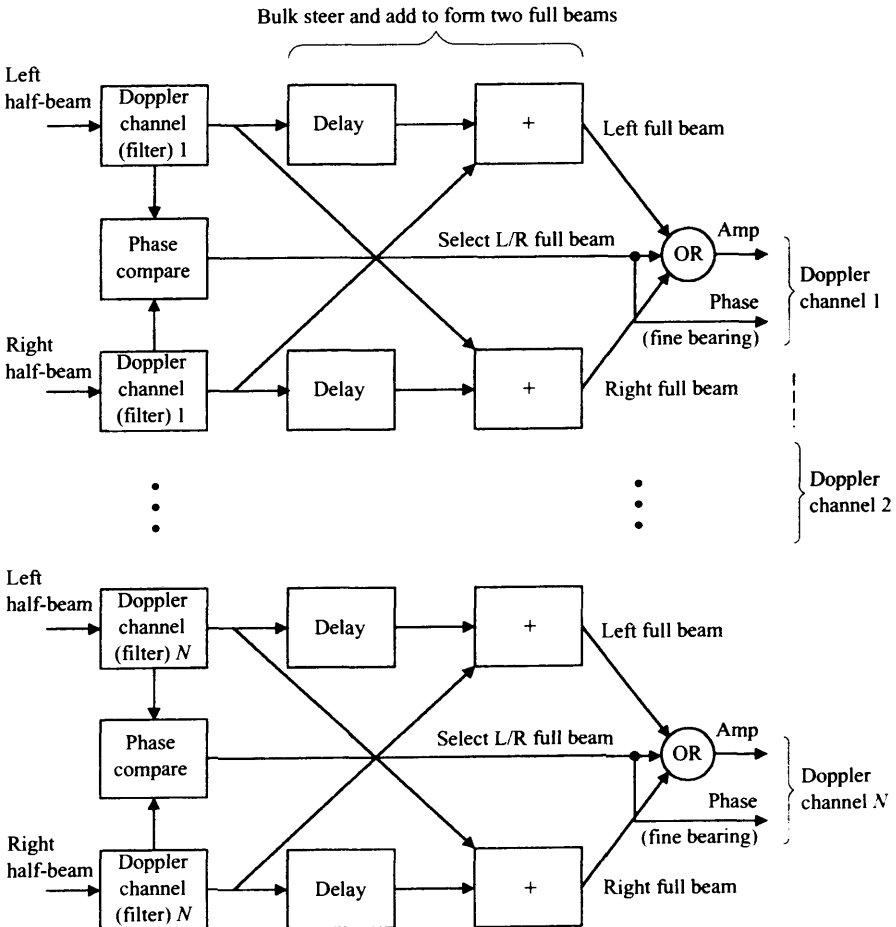 Bulk steer and add to form two full beams
Left
half-beam
Doppler
channel
(filter) 1
Delay
+
Left full beam
Phase
compare
Select L/R full beam
OR
Amp
Phase
(fine bearing)
Doppler
channel 1
Right
half-beam
Doppler
channel
(filter) 1
Delay
+
Right full beam
Doppler
channel 2
Left
half-beam
Doppler
channel
(filter) N
Delay
+
Left full beam
Phase
compare
Select L/R full beam
OR
Amp
Phase
(fine bearing)
Doppler
channel N
Right
half-beam
Doppler
channel
(filter) N
Delay
+
Right full beam